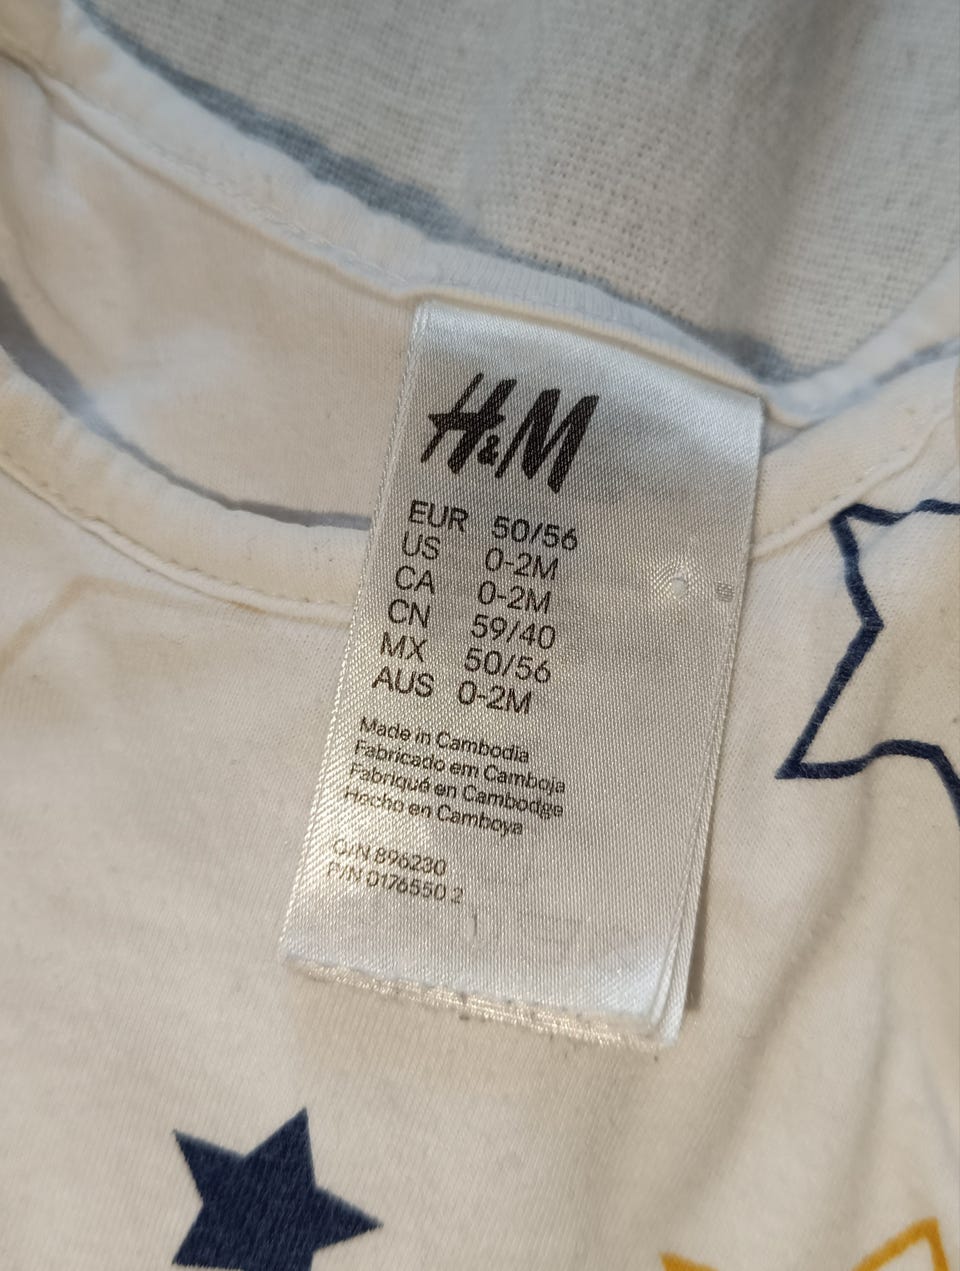 H&M
EUR 50/56
US 0-2M
CA 0-2M
CN 59/40
MX 50/56
AUS 0-2M
Made in Cambodia
Fabricado em Camboja
Fabriqué en Cambodge
Hecho en Camboya
O/N 896230
P/N 0176550 2